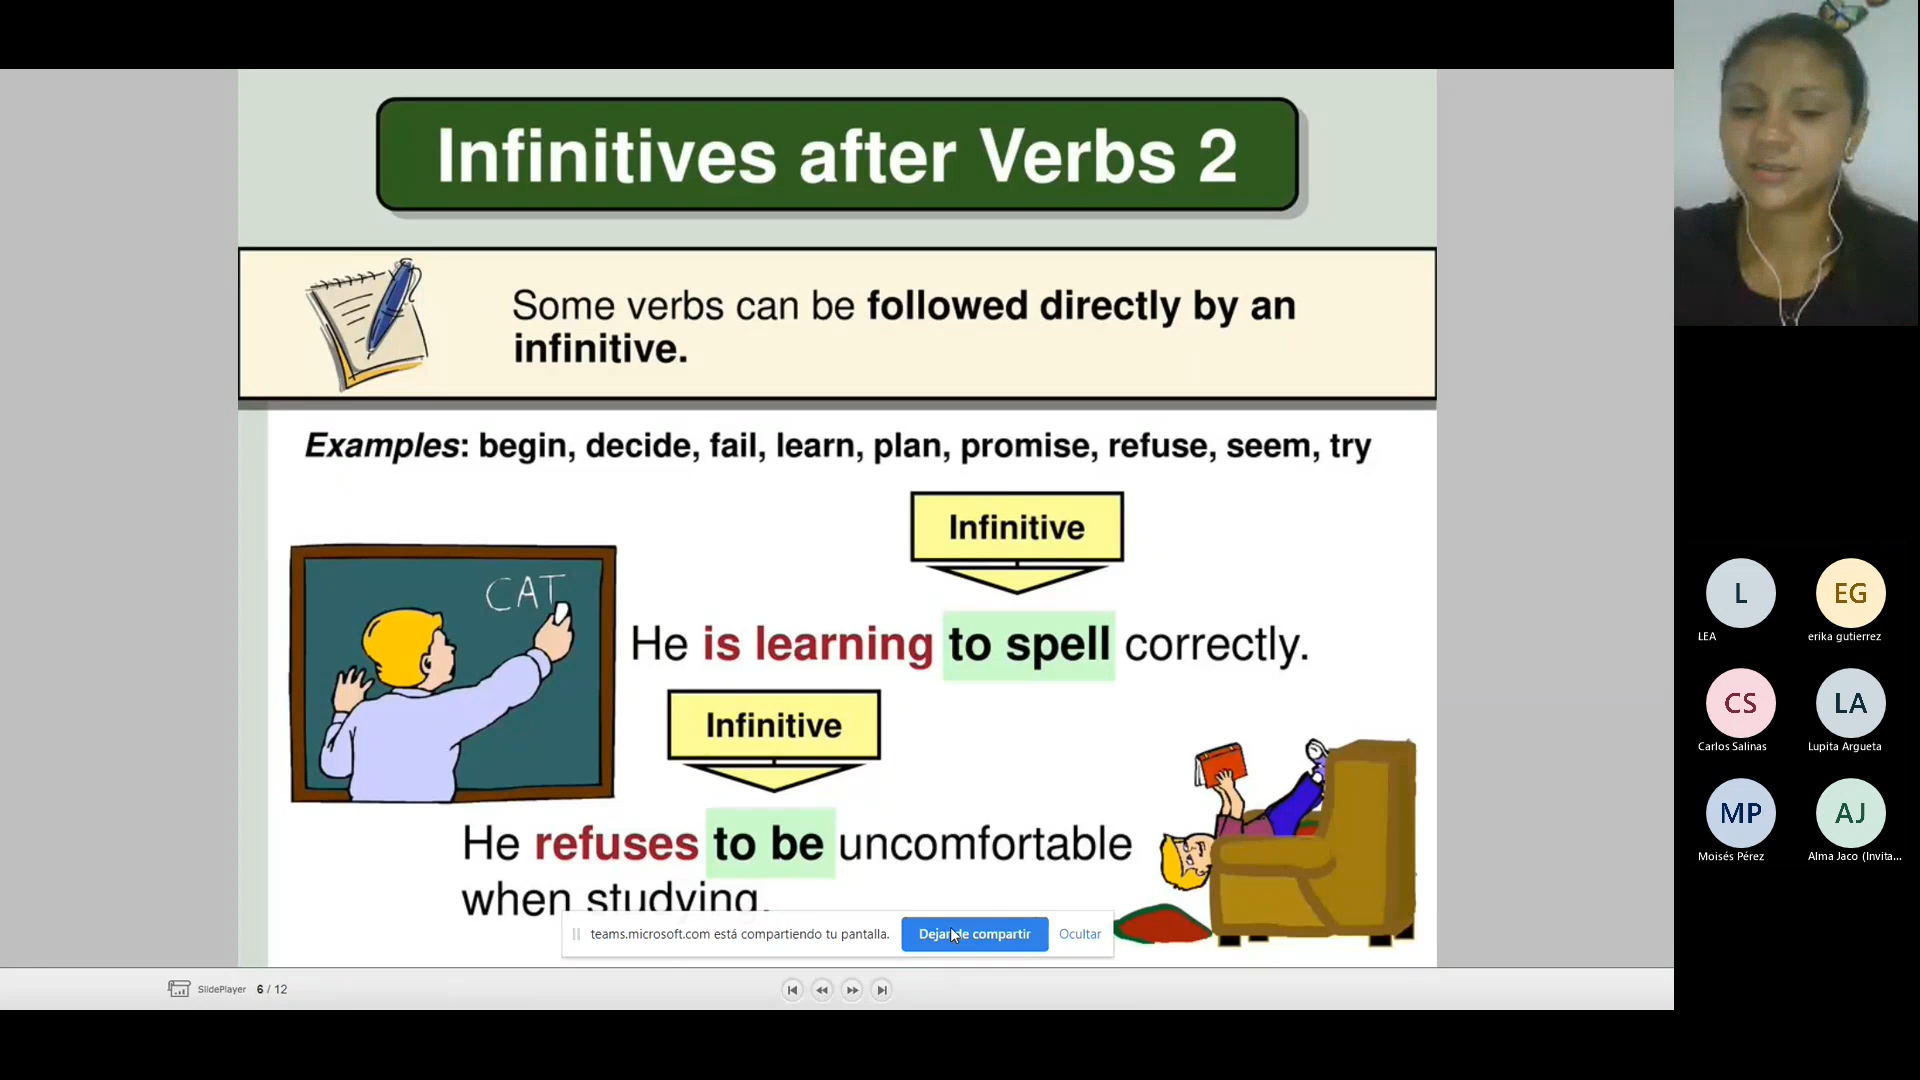 Infinitives after Verbs 2
Some verbs can be followed directly by an
infinitive.
Examples: begin, decide, fail, learn, plan, promise, refuse, seem, try
Infinitive
CAT
He is learning to spell correctly.
Infinitive
He refuses to be uncomfortable
when studying.
teams.microsoft.com está compartiendo tu pantalla.
Dejar de compartir
Ocultar
SlidePlayer 6 / 12
L
LEA
EG
erika gutierrez
CS
Carlos Salinas
LA
Lupita Argueta
MP
Moisés Pérez
AJ
Alma Jaco (Invita...